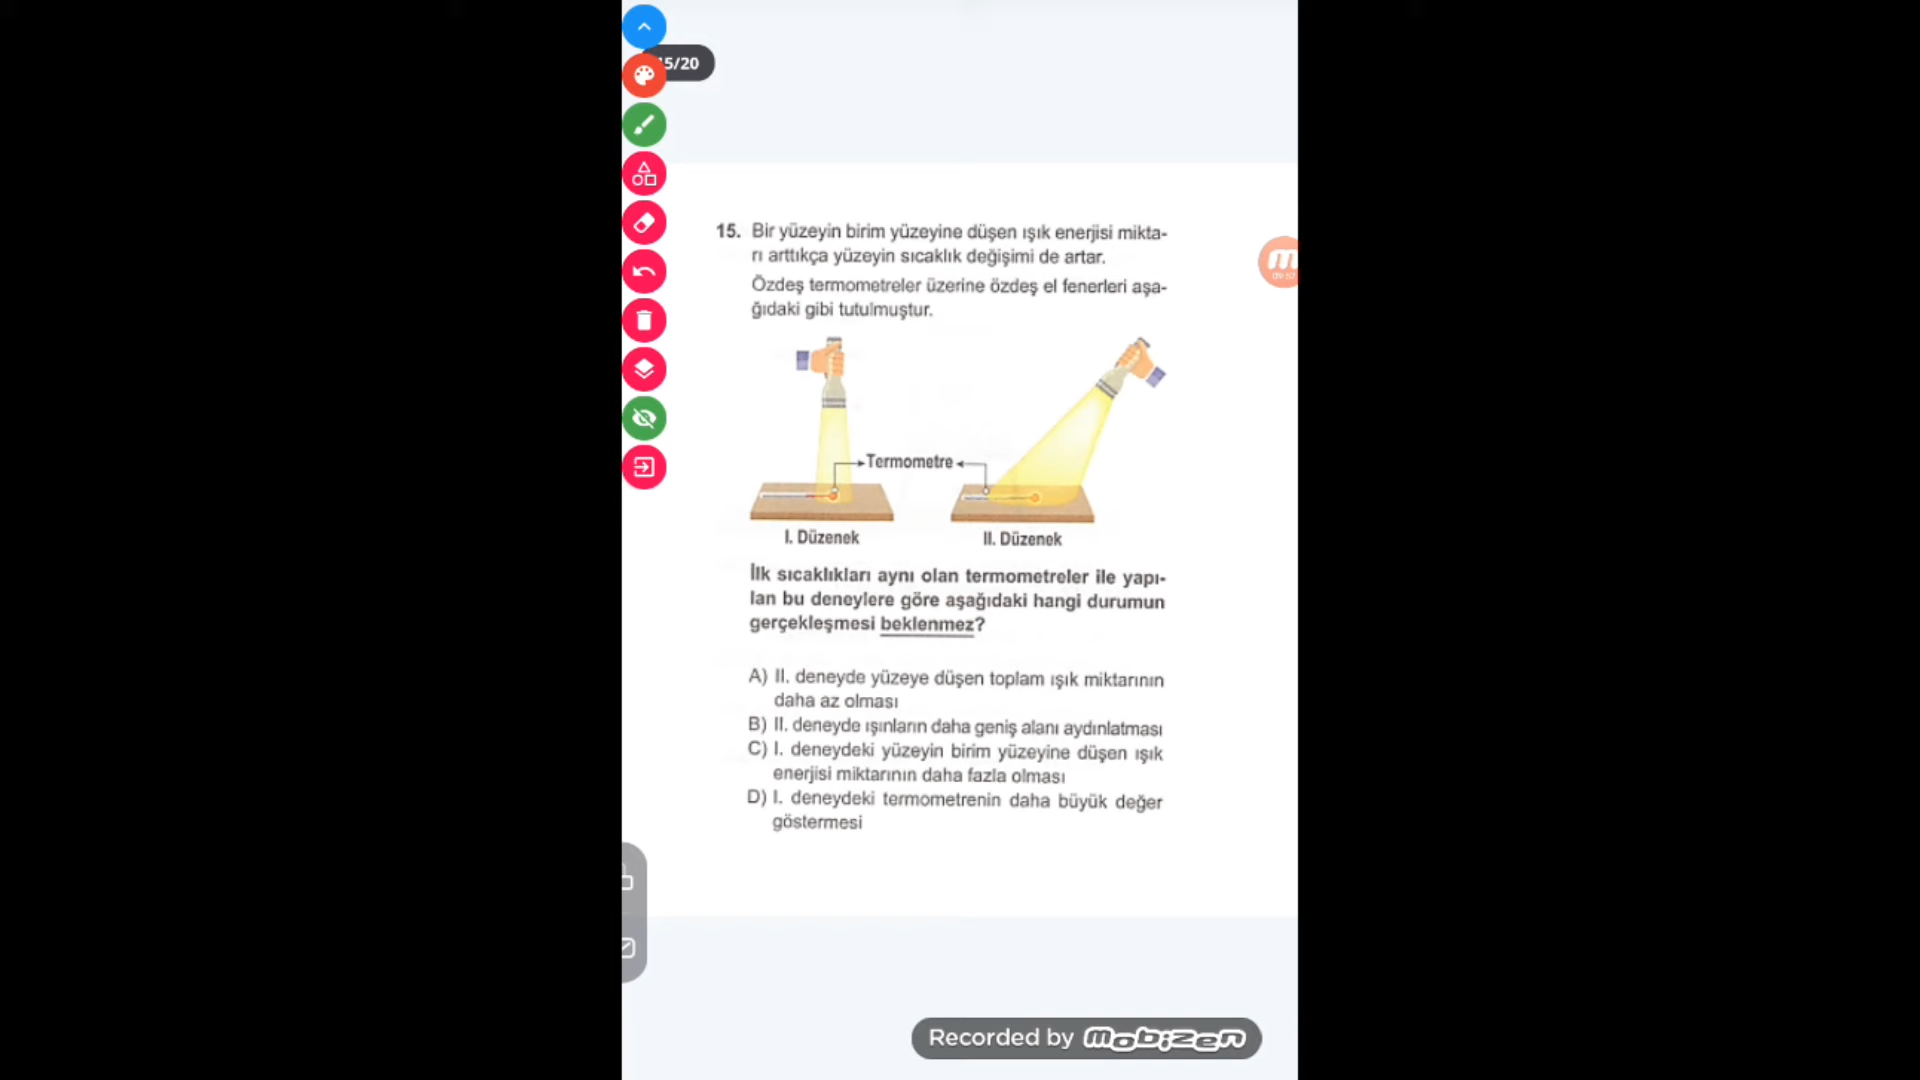 15/20
15. Bir yüzeyin birim yüzeyine düşen ışık enerjisi mikta-
rı arttıkça yüzeyin sıcaklık değişimi de artar.
Özdeş termometreler üzerine özdeş el fenerleri aşa-
ğıdaki gibi tutulmuştur.
Termometre
I. Düzenek
II. Düzenek
İlk sıcaklıkları aynı olan termometreler ile yapı-
lan bu deneylere göre aşağıdaki hangi durumun
gerçekleşmesi beklenmez?
A) II. deneyde yüzeye düşen toplam ışık miktarının
daha az olması
B) II. deneyde ışınların daha geniş alanı aydınlatması
C) I. deneydeki yüzeyin birim yüzeyine düşen ışık
enerjisi miktarının daha fazla olması
D) I. deneydeki termometrenin daha büyük değer
göstermesi
Recorded by mobizen